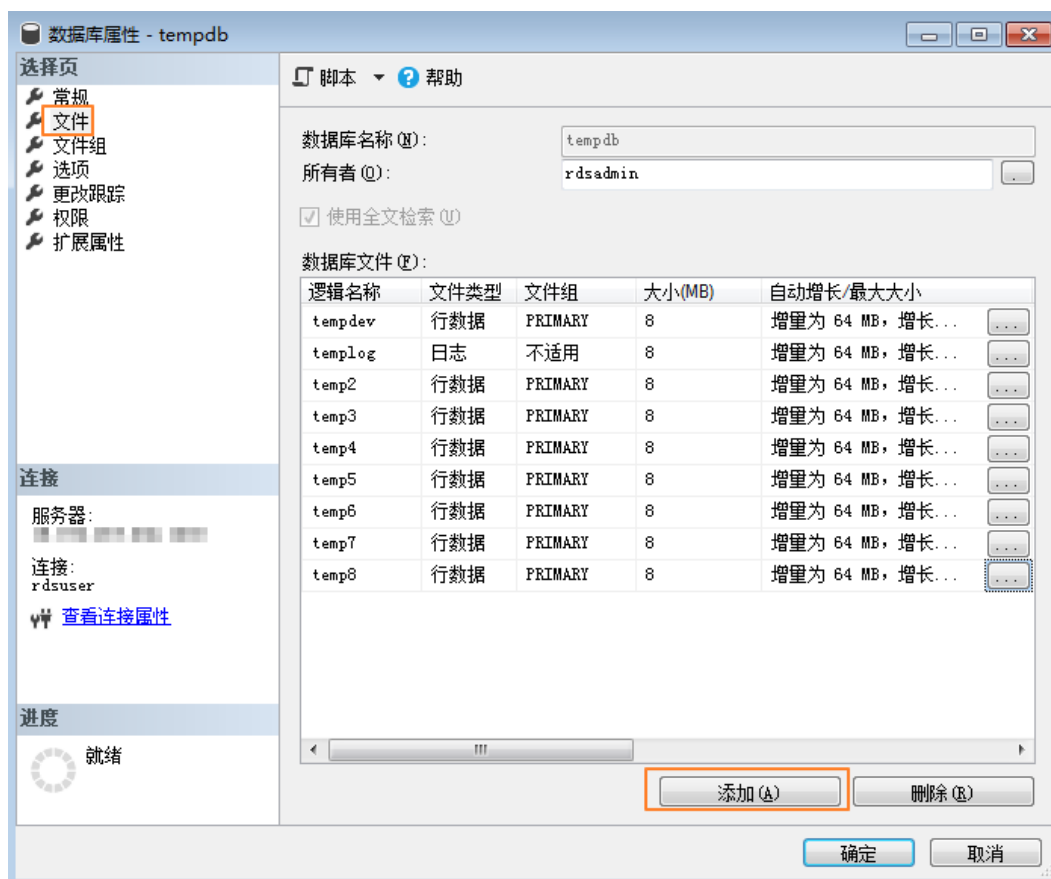 数据库属性 - tempdb
选择页
常规
文件
文件组
选项
更改跟踪
权限
扩展属性
连接
服务器:
连接:
rdsuser
查看连接属性
进度
就绪
脚本 帮助
数据库名称(N): tempdb
所有者(O): rdsadmin
使用全文检索(U)
数据库文件(F):
逻辑名称 文件类型 文件组 大小(MB) 自动增长/最大大小
tempdev 行数据 PRIMARY 8 增量为 64 MB，增长... ...
templog 日志 不适用 8 增量为 64 MB，增长... ...
temp2 行数据 PRIMARY 8 增量为 64 MB，增长... ...
temp3 行数据 PRIMARY 8 增量为 64 MB，增长... ...
temp4 行数据 PRIMARY 8 增量为 64 MB，增长... ...
temp5 行数据 PRIMARY 8 增量为 64 MB，增长... ...
temp6 行数据 PRIMARY 8 增量为 64 MB，增长... ...
temp7 行数据 PRIMARY 8 增量为 64 MB，增长... ...
temp8 行数据 PRIMARY 8 增量为 64 MB，增长... ...
添加(A) 删除(R)
确定 取消